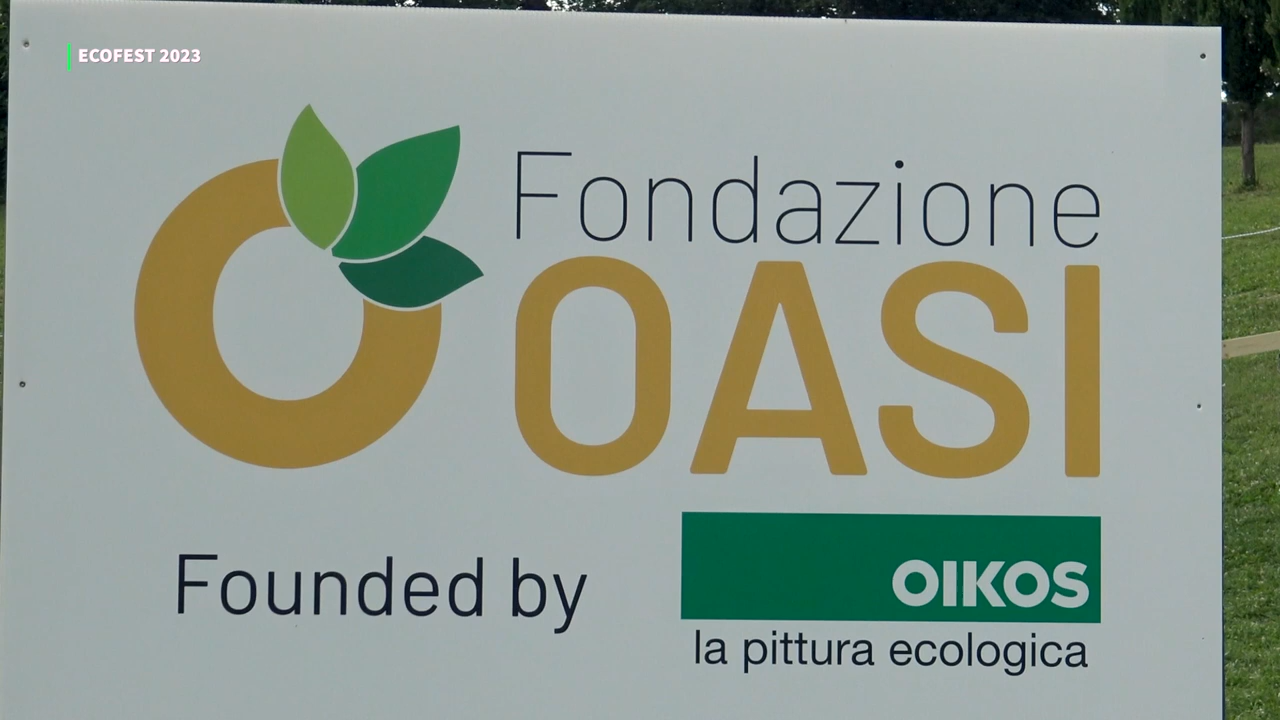 ECOFEST 2023
Fondazione
OASI
Founded by
OIKOS
la pittura ecologica